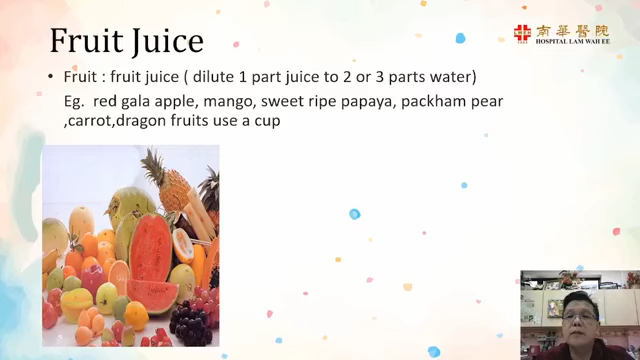 Fruit Juice
南華醫院
HOSPITAL LAM WAH EE
• Fruit : fruit juice ( dilute 1 part juice to 2 or 3 parts water)
Eg. red gala apple, mango, sweet ripe papaya, packham pear
,carrot,dragon fruits use a cup